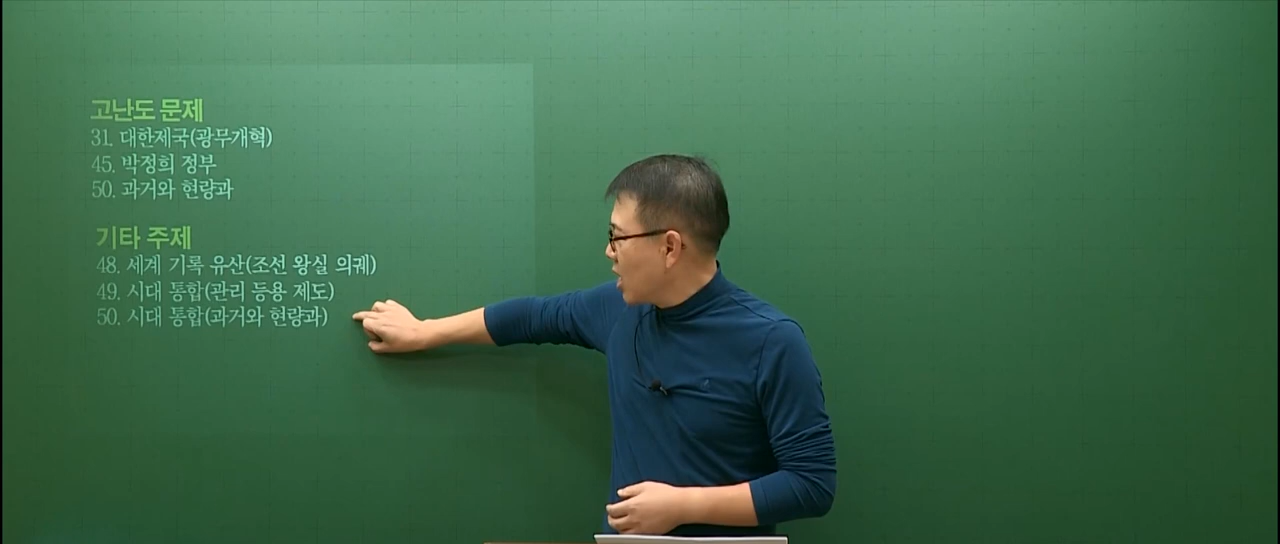 고난도 문제
31. 대한제국(광무개혁)
45. 박정희 정부
50. 과거와 현량과
기타 주제
48. 세계 기록 유산(조선 왕실 의궤)
49. 시대 통합(관리 등용 제도)
50. 시대 통합(과거와 현량과)